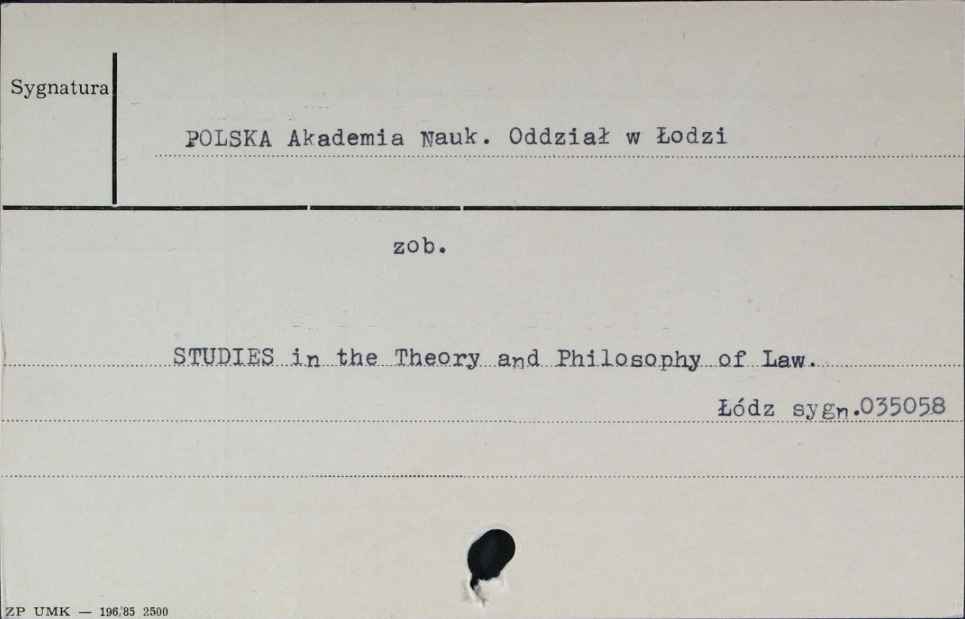 Sygnatura
POLSKA Akademia Nauk. Oddział w Łodzi
zob.
STUDIES in the Theory and Philosophy of Law.
Łódz sygn.035058
ZP UMK — 196/85 2500